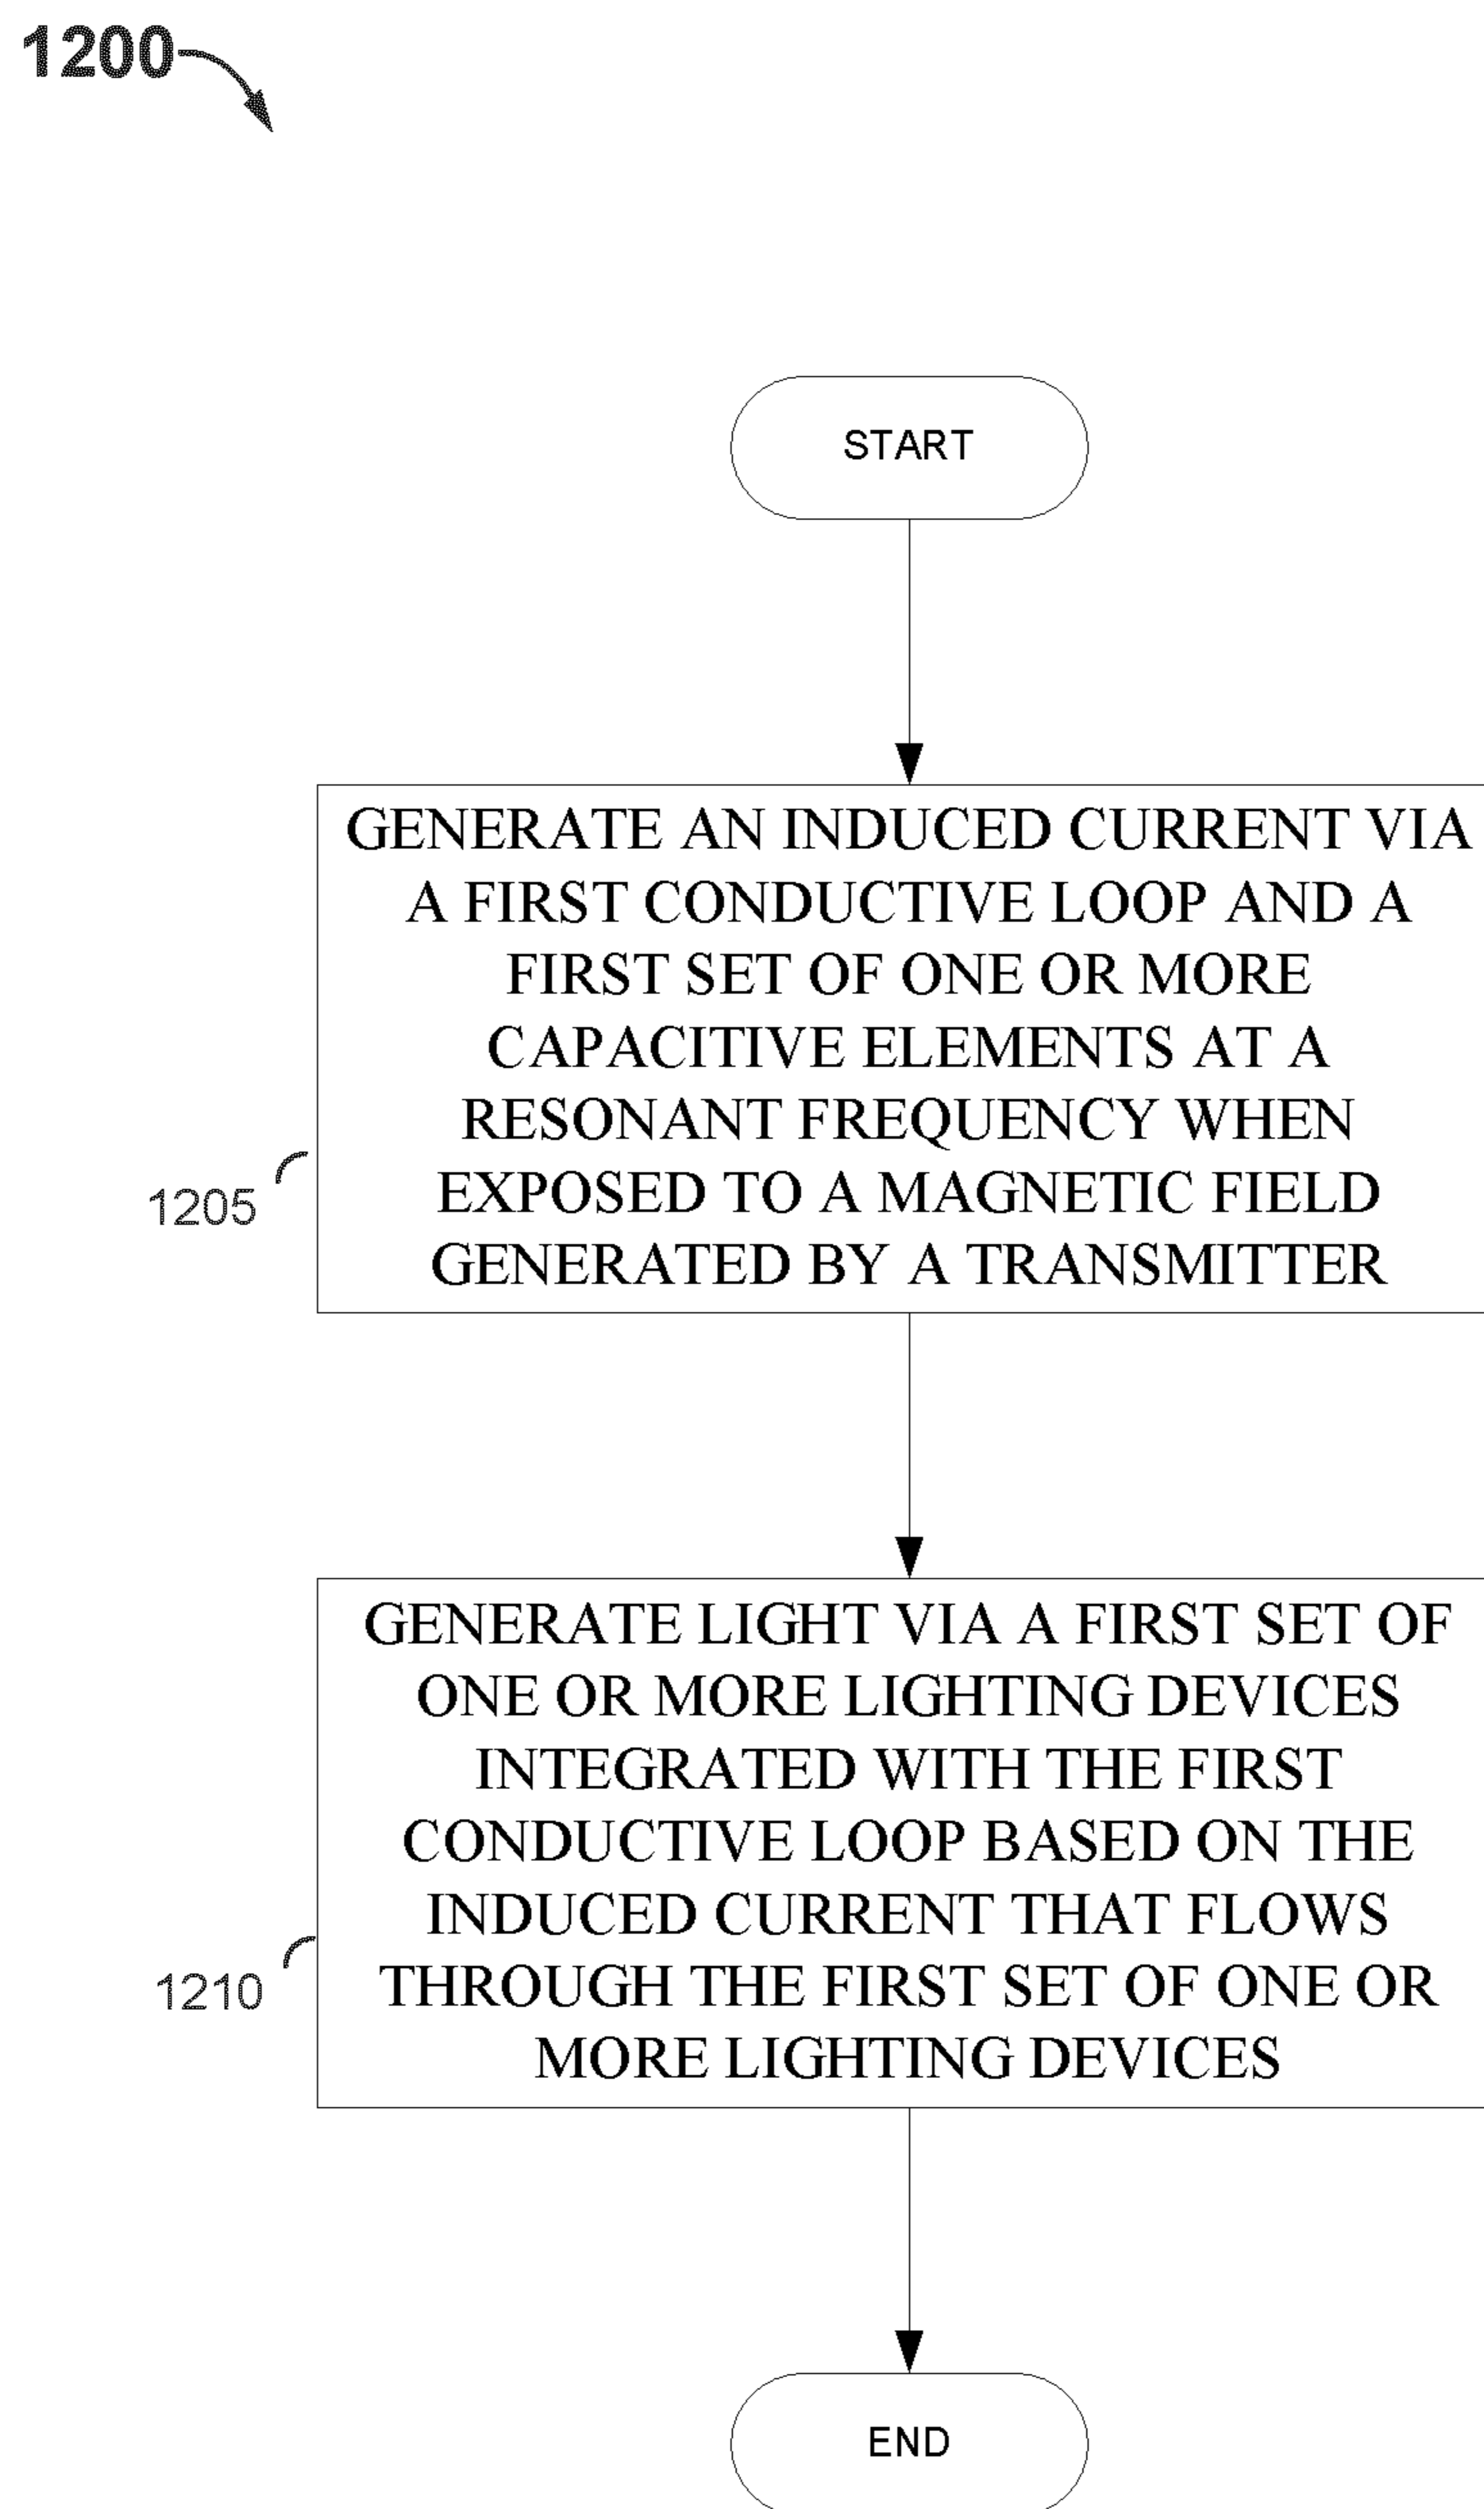 1200
START
GENERATE AN INDUCED CURRENT VIA
A FIRST CONDUCTIVE LOOP AND A
FIRST SET OF ONE OR MORE
CAPACITIVE ELEMENTS AT A
RESONANT FREQUENCY WHEN
EXPOSED TO A MAGNETIC FIELD
GENERATED BY A TRANSMITTER
1205
GENERATE LIGHT VIA A FIRST SET OF
ONE OR MORE LIGHTING DEVICES
INTEGRATED WITH THE FIRST
CONDUCTIVE LOOP BASED ON THE
INDUCED CURRENT THAT FLOWS
THROUGH THE FIRST SET OF ONE OR
MORE LIGHTING DEVICES
1210
END